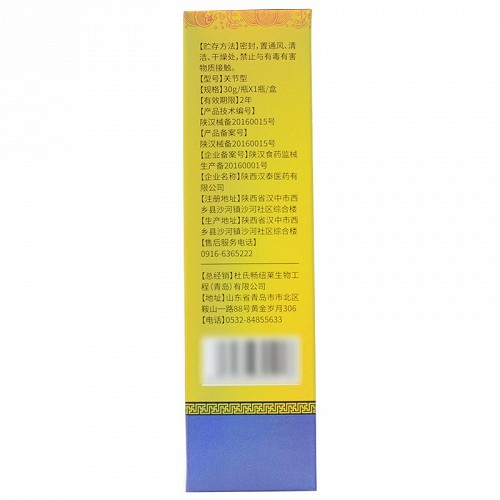 【贮存方法】密封,置通风、清
洁、干燥处,禁止与有毒有害
物质接触。
【型号】关节型
【规格】30g/瓶X1瓶/盒
【有效期限】2年
【产品技术编号】
陕汉械备20160015号
【产品备案号】
陕汉械备20160015号
【企业备案号】陕汉食药监械
生产备20160001号
【企业名称】陕西汉泰医药有
限公司
【注册地址】陕西省汉中市西
乡县沙河镇沙河社区综合楼
【生产地址】陕西省汉中市西
乡县沙河镇沙河社区综合楼
【售后服务电话】
0916-6365222
【总经销】杜氏畅纽莱生物工
程(青岛)有限公司
【地址】山东省青岛市市北区
鞍山一路88号黄金岁月306
【电话】0532-84855633